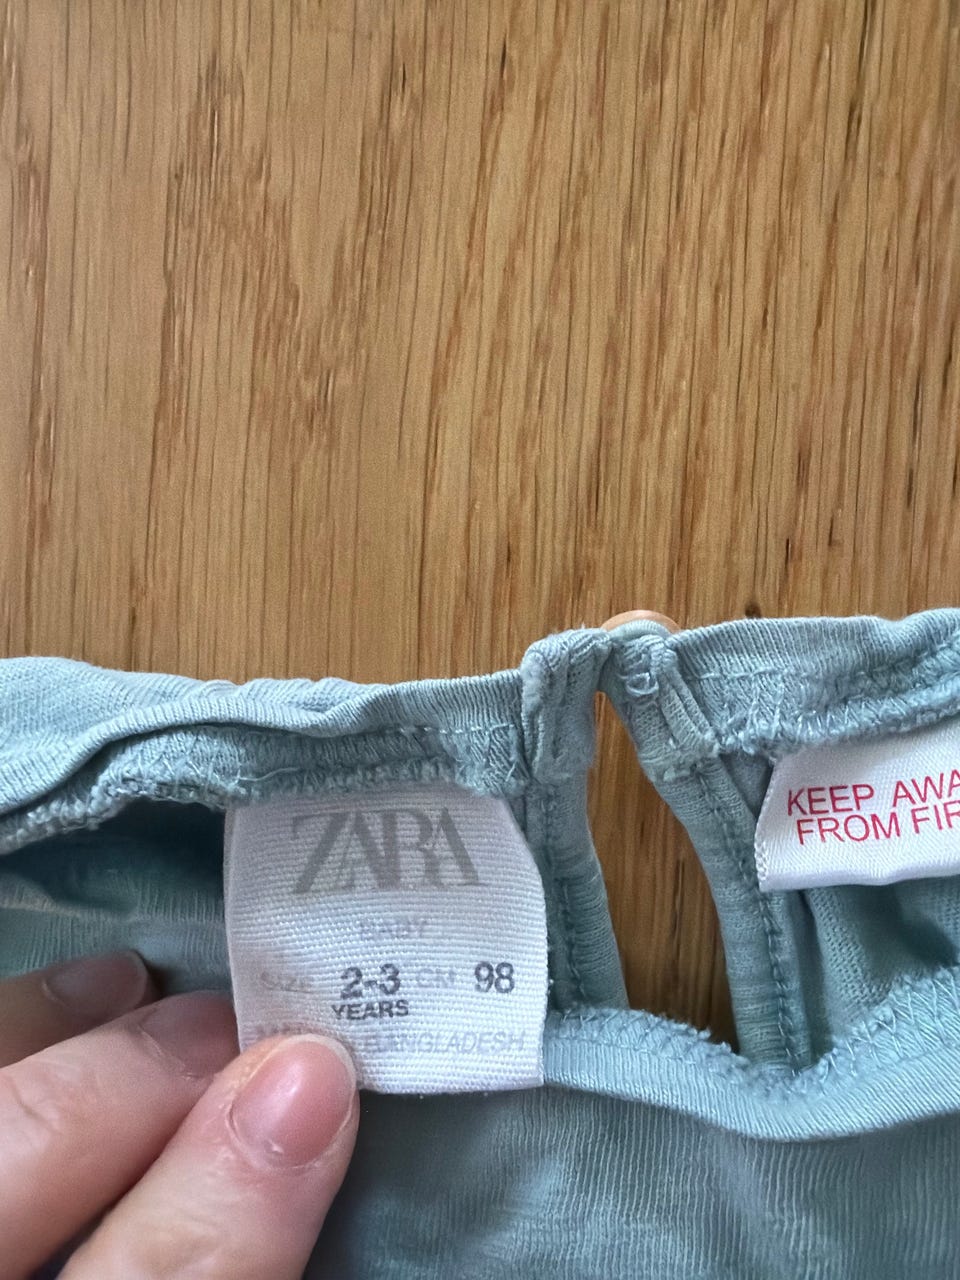 ZARA
BABY
SIZE 2-3 CM 98
YEARS
BANGLADESH
KEEP AWA
FROM FIR